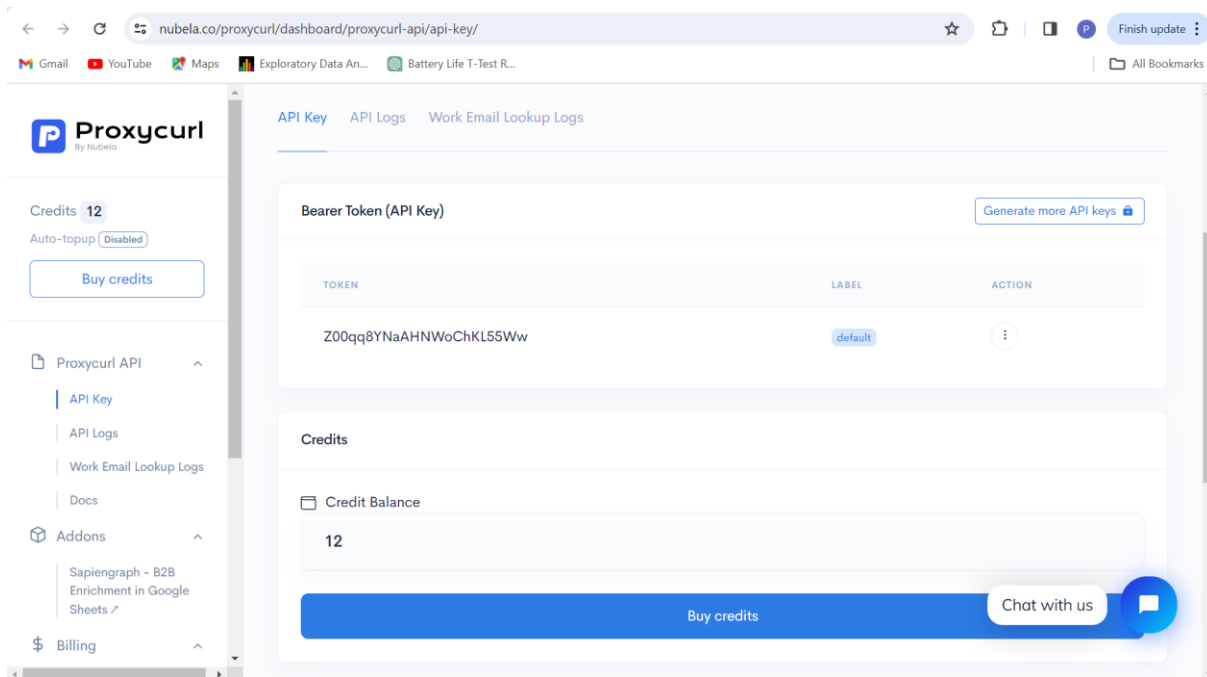 nubela.co/proxycurl/dashboard/proxycurl-api/api-key/
P
Finish update
Gmail YouTube Maps Exploratory Data An... Battery Life T-Test R... All Bookmarks
Proxycurl
By Nubela
Credits 12
Auto-topup Disabled
Buy credits
Proxycurl API
API Key
API Logs
Work Email Lookup Logs
Docs
Addons
Sapiengraph - B2B
Enrichment in Google
Sheets ↗
Billing
API Key API Logs Work Email Lookup Logs
Bearer Token (API Key)
Generate more API keys
TOKEN LABEL ACTION
Z00qq8YNaAHNWoChKL55Ww default
Credits
Credit Balance
12
Buy credits
Chat with us